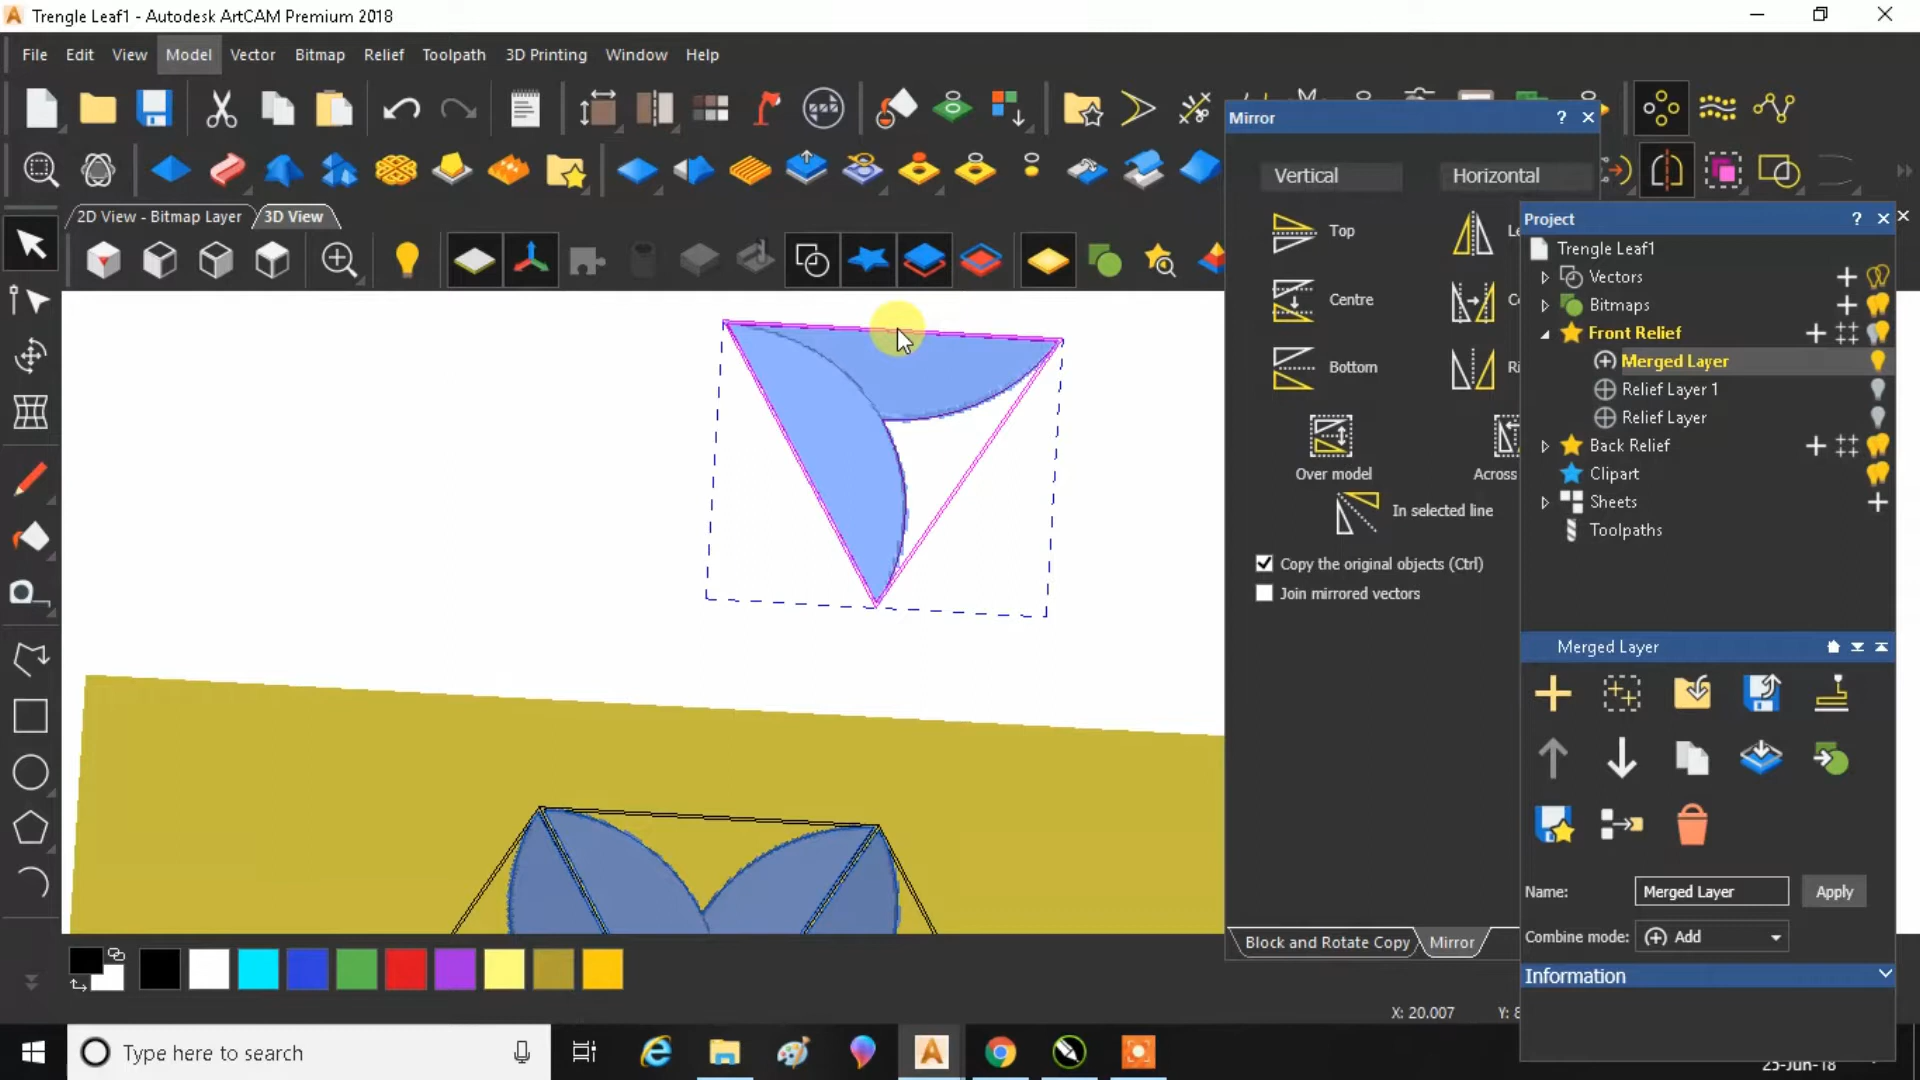 Trengle Leaf1 - Autodesk ArtCAM Premium 2018
File Edit View Model Vector Bitmap Relief Toolpath 3D Printing Window Help
Mirror
Vertical Horizontal
2D View - Bitmap Layer 3D View
Top
Centre
Bottom
Over model Across
In selected line
Copy the original objects (Ctrl)
Join mirrored vectors
Project
Trengle Leaf1
Vectors
Bitmaps
Front Relief
Merged Layer
Relief Layer 1
Relief Layer
Back Relief
Clipart
Sheets
Toolpaths
Merged Layer
Name: Merged Layer Apply
Combine mode: Add
Information
Block and Rotate Copy Mirror
X: 20.007 Y:
Type here to search
25-Jun-18